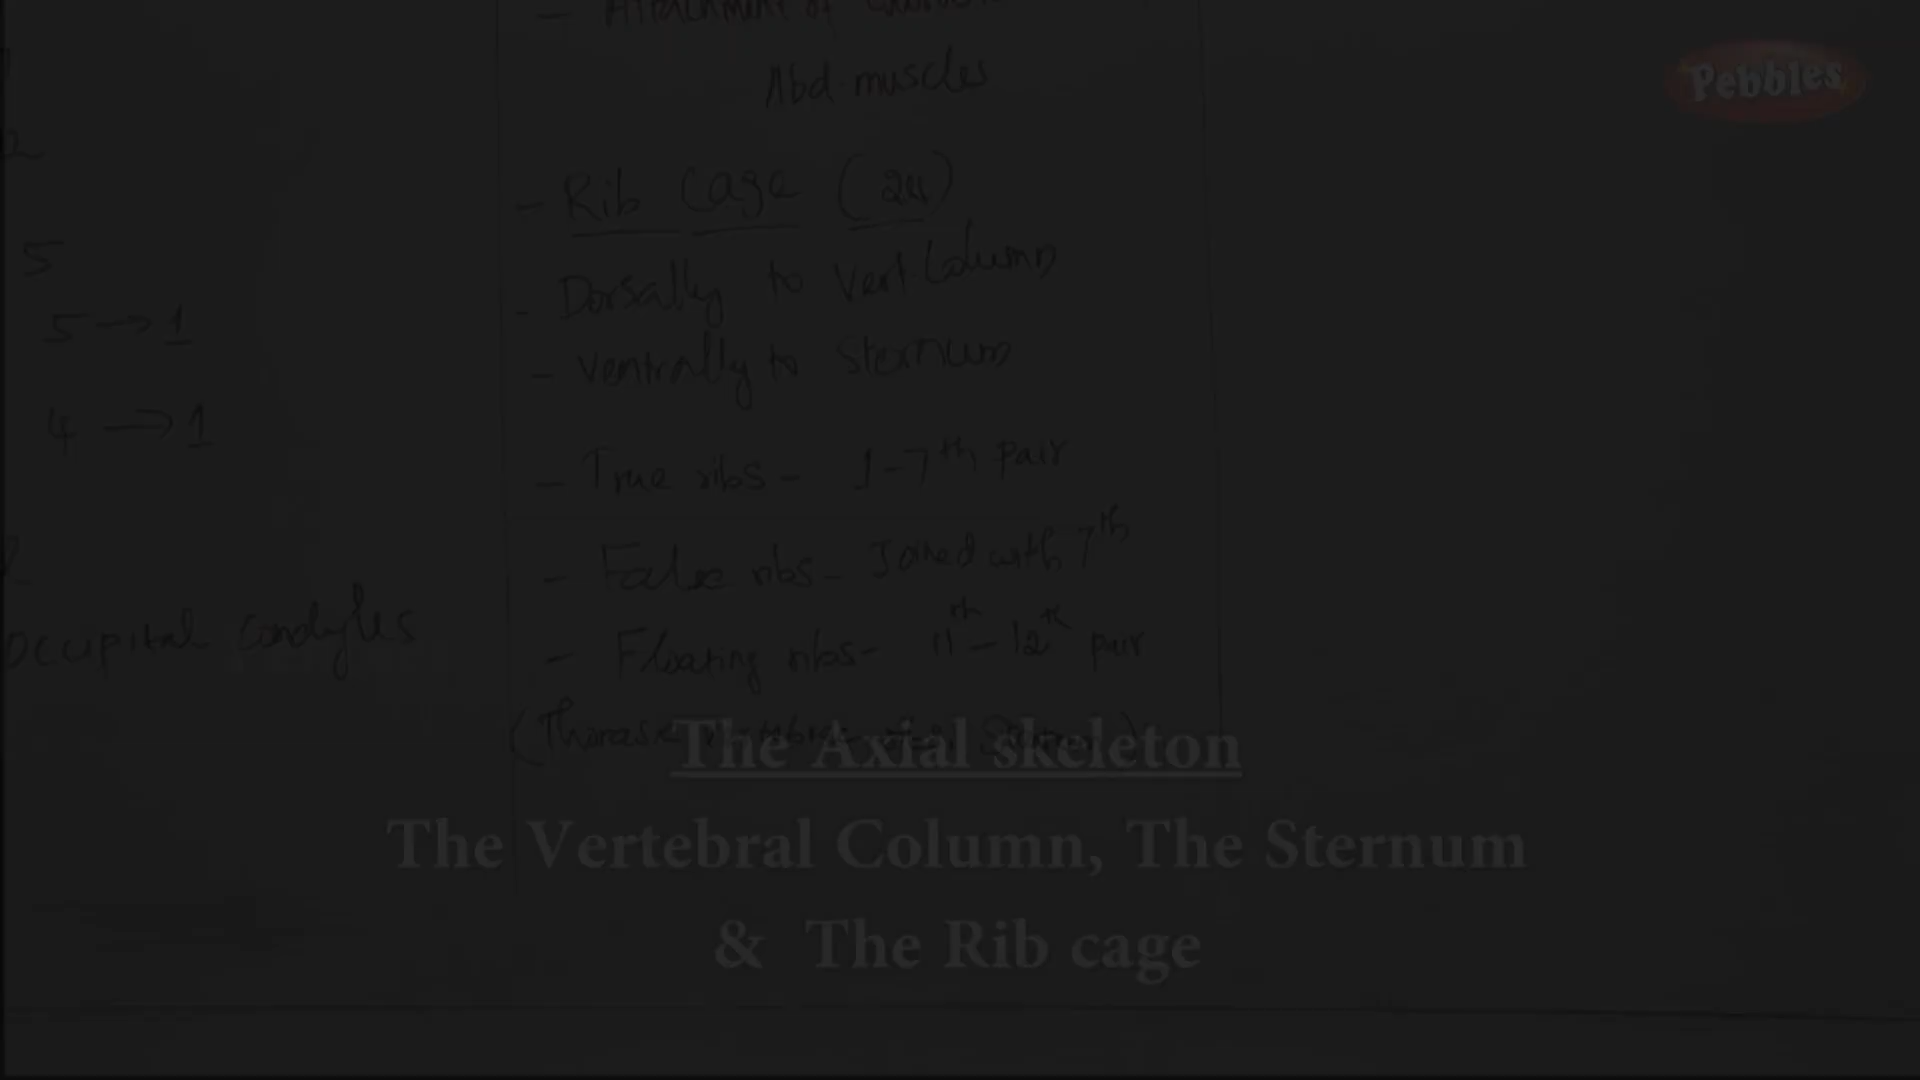 Abd muscles
Pebbles
2
- Rib Cage (24)
5
- Dorsally to Vert Column
5 → 1
- Ventrally to Sternum
4 → 1
- True ribs - 1-7th pair
- False ribs - Joined with 7th
occipital Condyles
- Floating ribs - 11th - 12th pair
The Axial skeleton
The Vertebral Column, The Sternum
& The Rib cage